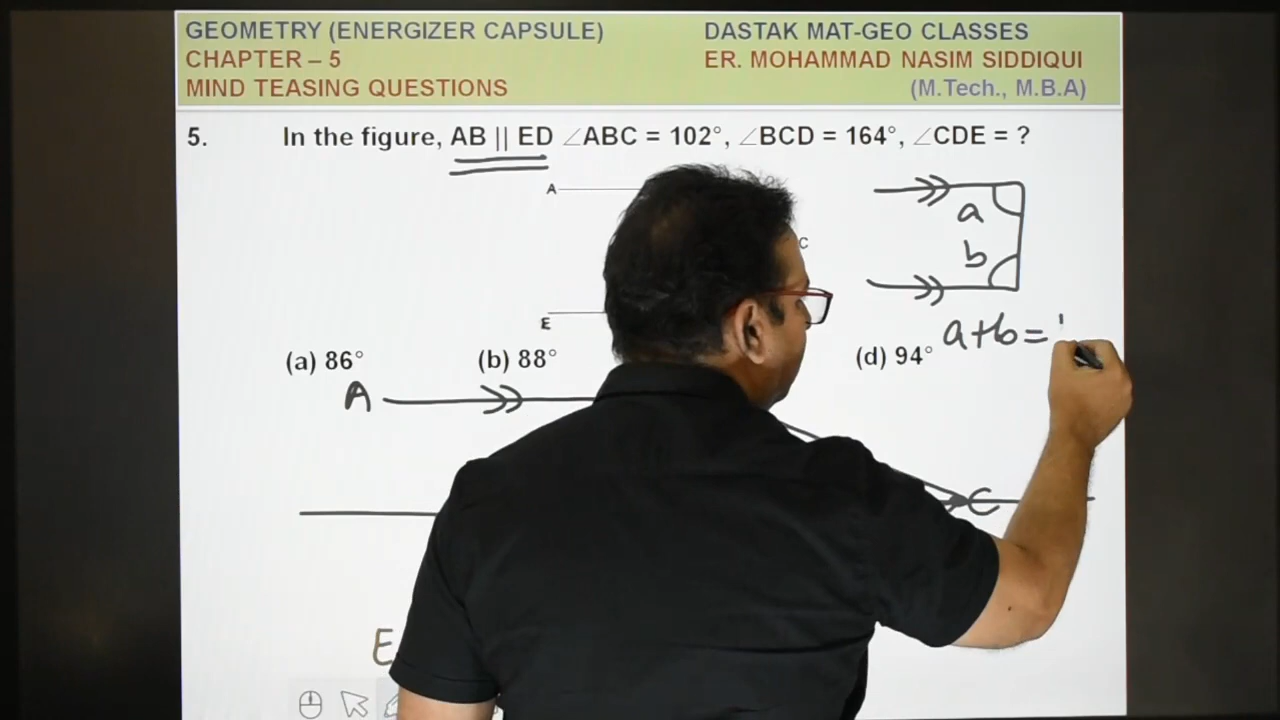 GEOMETRY (ENERGIZER CAPSULE)
DASTAK MAT-GEO CLASSES
CHAPTER – 5
ER. MOHAMMAD NASIM SIDDIQUI
MIND TEASING QUESTIONS
(M.Tech., M.B.A)
5. In the figure, AB || ED ∠ABC = 102°, ∠BCD = 164°, ∠CDE = ?
A
a
C
b
E
a+b=
(a) 86° (b) 88° (d) 94°
A
C
E